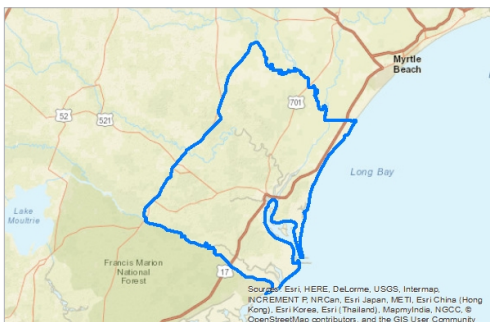 Myrtle
Beach
701
52
521
Long Bay
Lake
Moultrie
Francis Marion
National
Forest
17
Sources: Esri, HERE, DeLorme, USGS, Intermap,
INCREMENT P, NRCan, Esri Japan, METI, Esri China (Hong
Kong), Esri Korea, Esri (Thailand), MapmyIndia, NGCC, ©
OpenStreetMap contributors, and the GIS User Community